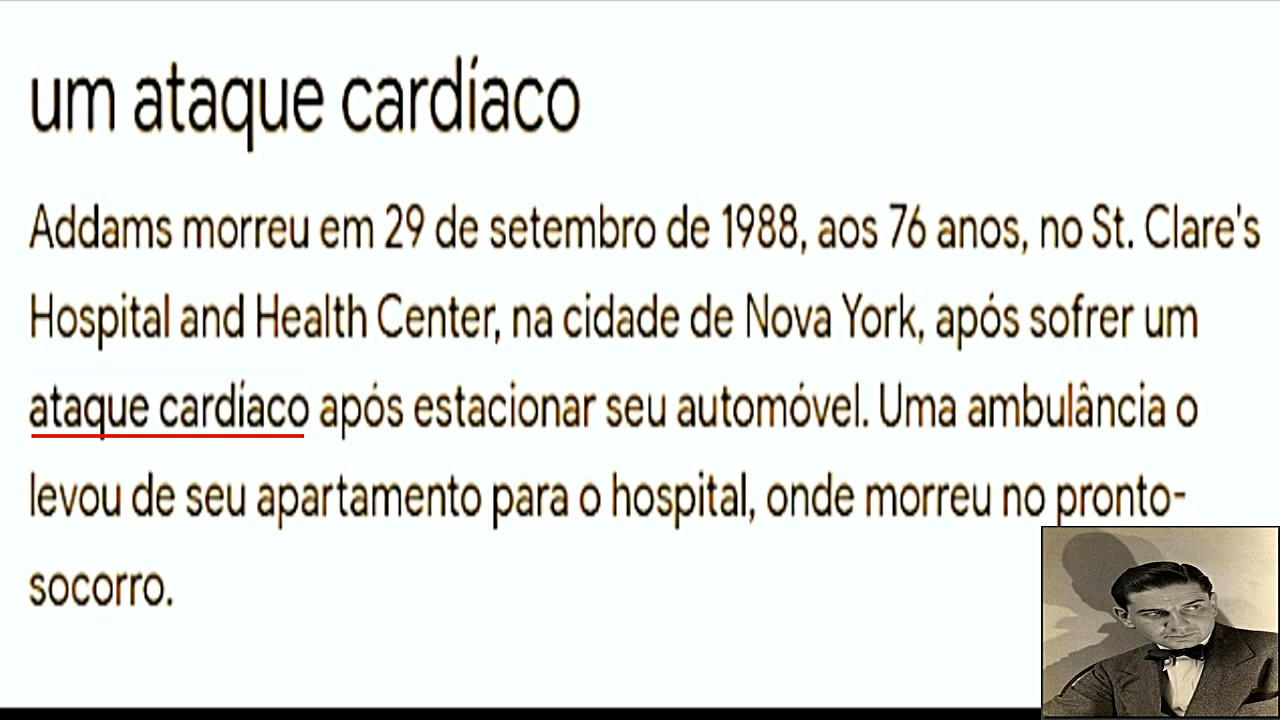 um ataque cardíaco
Addams morreu em 29 de setembro de 1988, aos 76 anos, no St. Clare's
Hospital and Health Center, na cidade de Nova York, após sofrer um
ataque cardíaco após estacionar seu automóvel. Uma ambulância o
levou de seu apartamento para o hospital, onde morreu no pronto-
socorro.